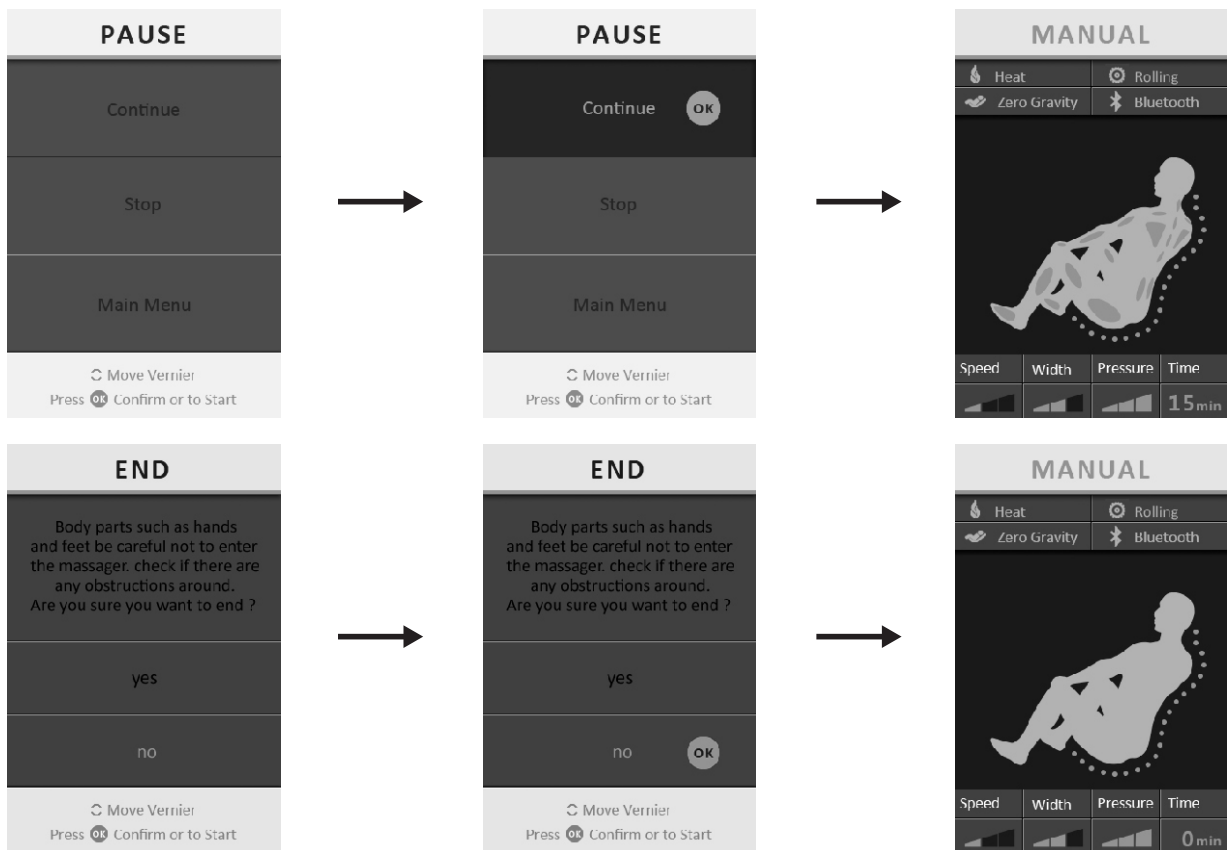 PAUSE
Continue
Stop
Main Menu
Move Vernier
Press OK Confirm or to Start
PAUSE
Continue OK
Stop
Main Menu
Move Vernier
Press OK Confirm or to Start
MANUAL
Heat Rolling
Zero Gravity Bluetooth
Speed Width Pressure Time
15min
END
Body parts such as hands
and feet be careful not to enter
the massager. check if there are
any obstructions around.
Are you sure you want to end ?
yes
no
Move Vernier
Press OK Confirm or to Start
END
Body parts such as hands
and feet be careful not to enter
the massager. check if there are
any obstructions around.
Are you sure you want to end ?
yes
no OK
Move Vernier
Press OK Confirm or to Start
MANUAL
Heat Rolling
Zero Gravity Bluetooth
Speed Width Pressure Time
0min